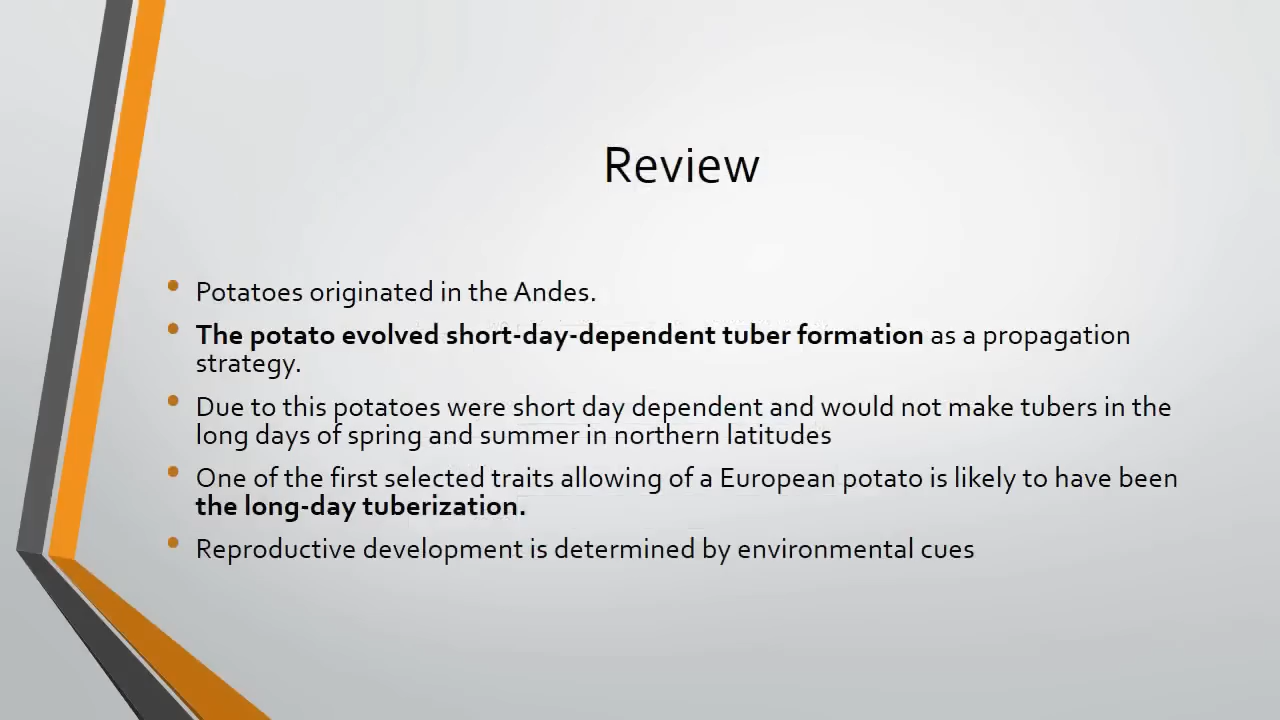 Review
Potatoes originated in the Andes.
The potato evolved short-day-dependent tuber formation as a propagation
strategy.
Due to this potatoes were short day dependent and would not make tubers in the
long days of spring and summer in northern latitudes
One of the first selected traits allowing of a European potato is likely to have been
the long-day tuberization.
Reproductive development is determined by environmental cues